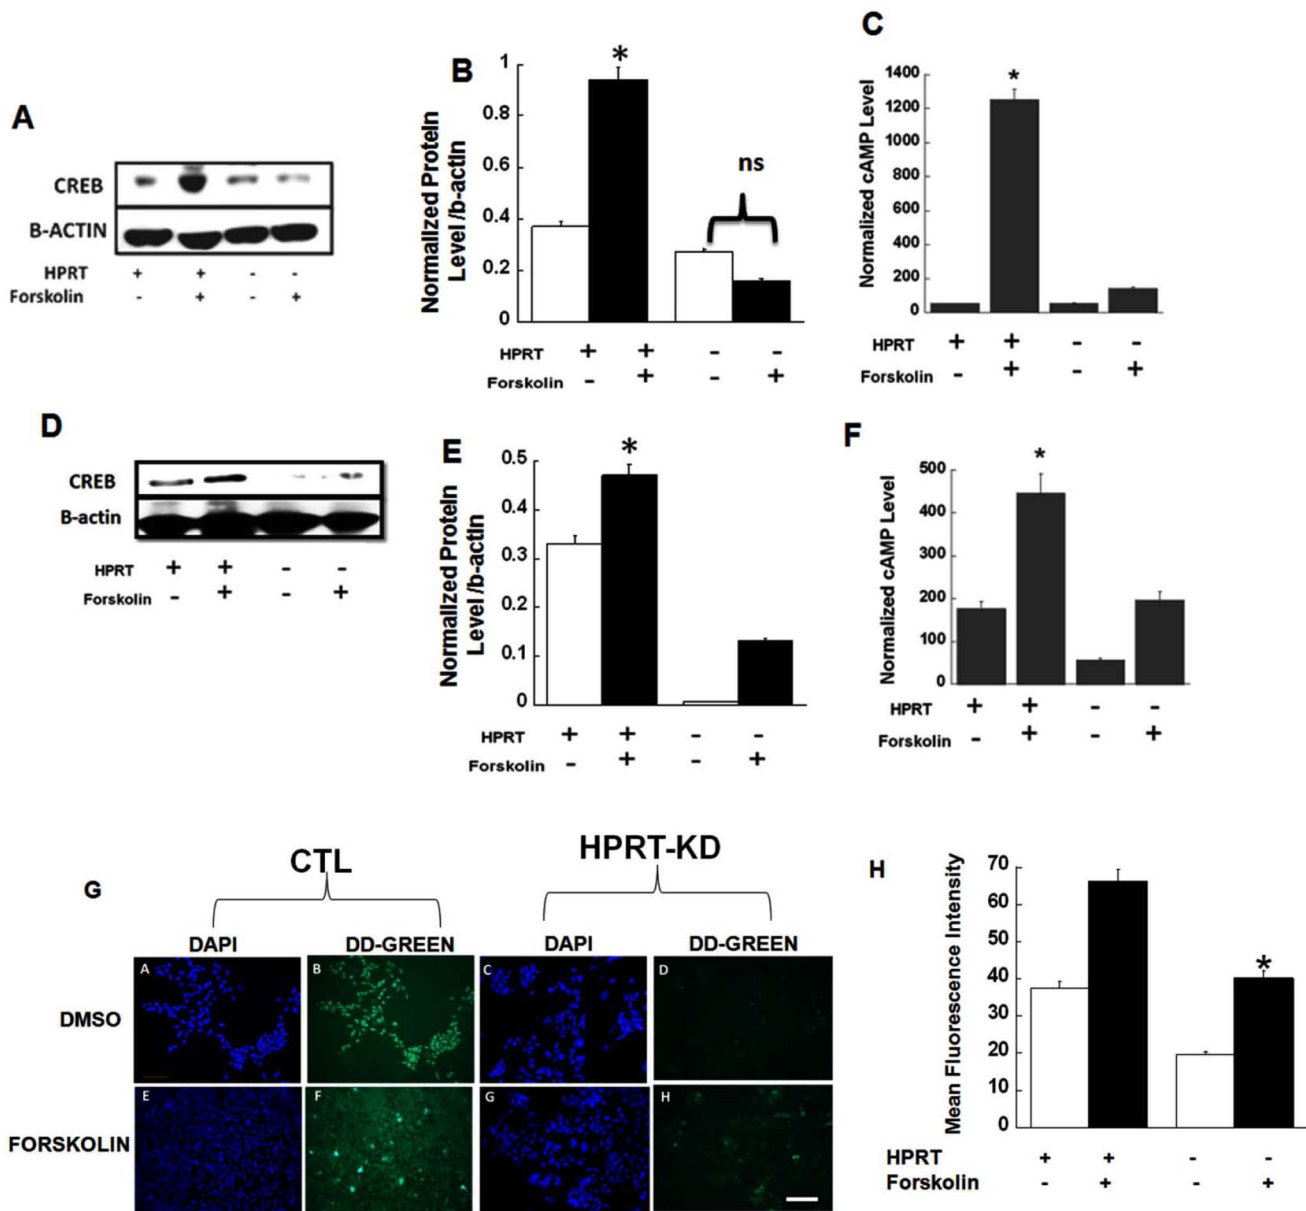 A
CREB
B-ACTIN
HPRT + + - -
Forskolin - + - +
B
Normalized Protein
Level /b-actin
1
0.8
0.6
0.4
0.2
0
*
ns
HPRT + + - -
Forskolin - + - +
C
Normalized cAMP Level
1400
1200
1000
800
600
400
200
0
*
HPRT + + - -
Forskolin - + - +
D
CREB
B-actin
HPRT + + - -
Forskolin - + - +
E
Normalized Protein
Level /b-actin
0.5
0.4
0.3
0.2
0.1
0
*
HPRT + + - -
Forskolin - + - +
F
Normalized cAMP Level
500
400
300
200
100
0
*
HPRT + + - -
Forskolin - + - +
G
CTL HPRT-KD
DAPI DD-GREEN DAPI DD-GREEN
DMSO
A B C D
FORSKOLIN
E F G H
H
Mean Fluorescence Intensity
70
60
50
40
30
20
10
0
*
HPRT + + - -
Forskolin - + - +